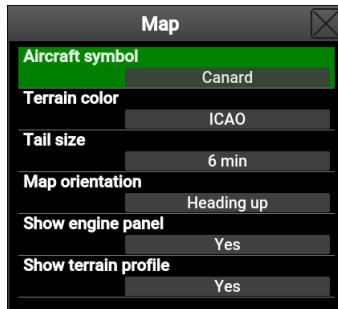 Map
Aircraft symbol
Canard
Terrain color
ICAO
Tail size
6 min
Map orientation
Heading up
Show engine panel
Yes
Show terrain profile
Yes